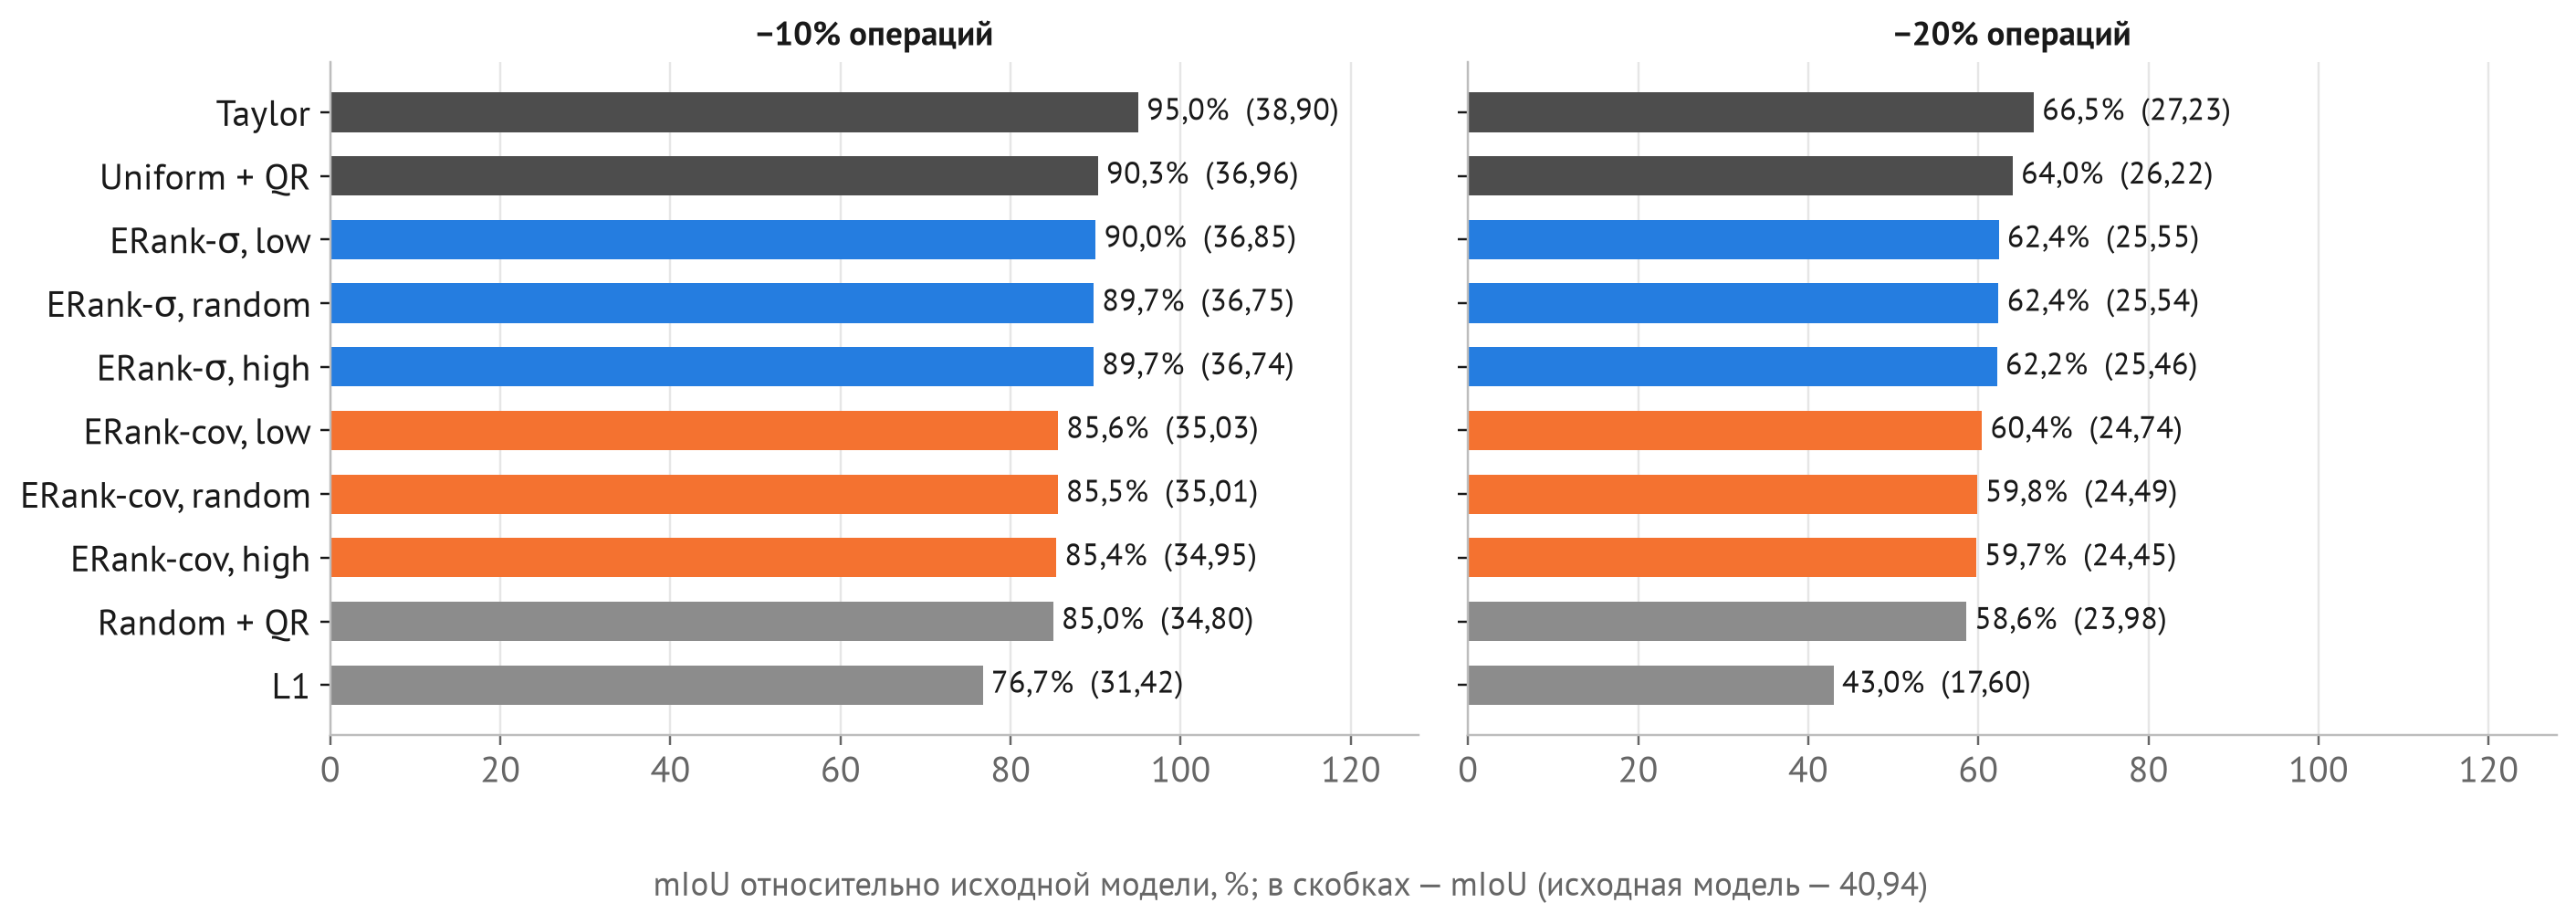 −10% операций
Taylor
95,0% (38,90)
Uniform + QR
90,3% (36,96)
ERank-σ, low
90,0% (36,85)
ERank-σ, random
89,7% (36,75)
ERank-σ, high
89,7% (36,74)
ERank-cov, low
85,6% (35,03)
ERank-cov, random
85,5% (35,01)
ERank-cov, high
85,4% (34,95)
Random + QR
85,0% (34,80)
L1
76,7% (31,42)
0 20 40 60 80 100 120
−20% операций
66,5% (27,23)
64,0% (26,22)
62,4% (25,55)
62,4% (25,54)
62,2% (25,46)
60,4% (24,74)
59,8% (24,49)
59,7% (24,45)
58,6% (23,98)
43,0% (17,60)
0 20 40 60 80 100 120
mIoU относительно исходной модели, %; в скобках — mIoU (исходная модель — 40,94)